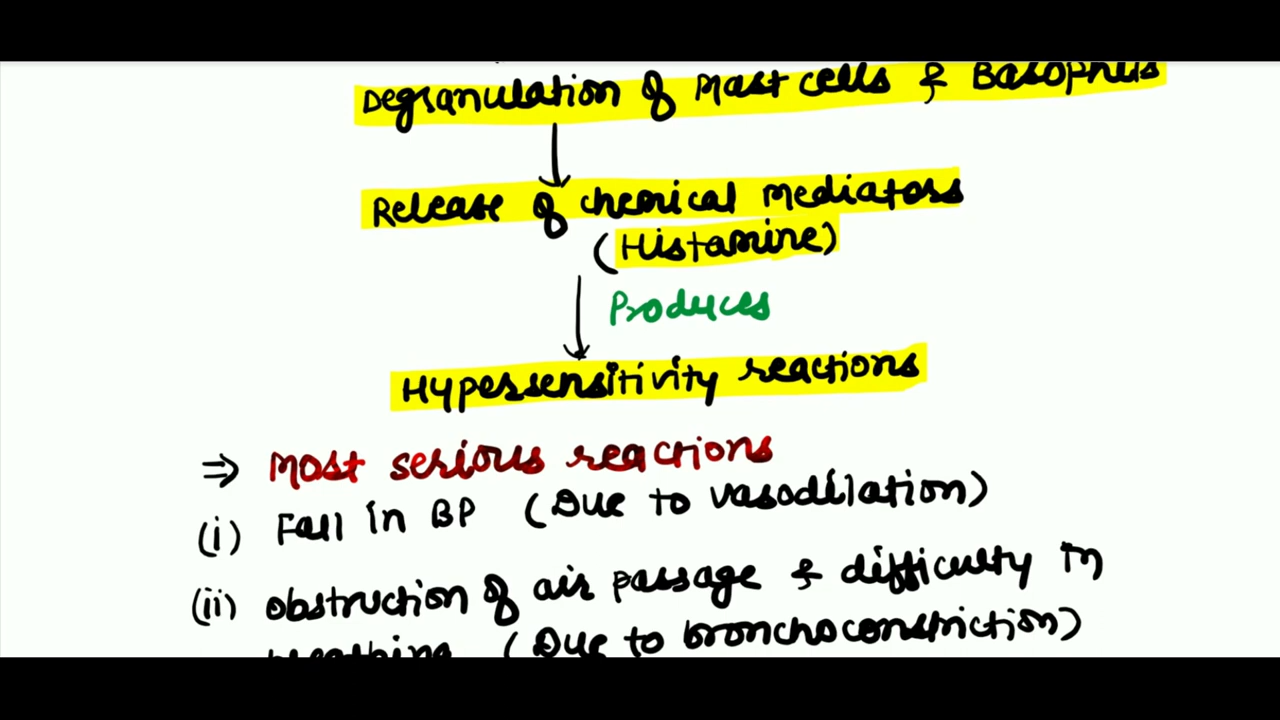 Degranulation of Mast cells & Basophils
Release of chemical Mediators
(Histamine)
Produces
Hypersensitivity reactions
⇒ Most serious reactions
(i) Fall in BP (Due to vasodilation)
(ii) obstruction of air passage & difficulty in
breathing (Due to bronchoconstriction)